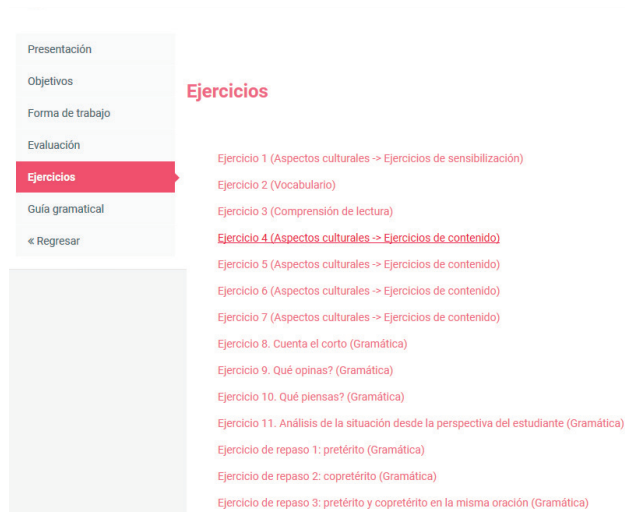 Presentación
Objetivos
Forma de trabajo
Evaluación
Ejercicios
Guía gramatical
« Regresar
Ejercicios
Ejercicio 1 (Aspectos culturales -> Ejercicios de sensibilización)
Ejercicio 2 (Vocabulario)
Ejercicio 3 (Comprensión de lectura)
Ejercicio 4 (Aspectos culturales -> Ejercicios de contenido)
Ejercicio 5 (Aspectos culturales -> Ejercicios de contenido)
Ejercicio 6 (Aspectos culturales -> Ejercicios de contenido)
Ejercicio 7 (Aspectos culturales -> Ejercicios de contenido)
Ejercicio 8. Cuenta el corto (Gramática)
Ejercicio 9. Qué opinas? (Gramática)
Ejercicio 10. Qué piensas? (Gramática)
Ejercicio 11. Análisis de la situación desde la perspectiva del estudiante (Gramática)
Ejercicio de repaso 1: pretérito (Gramática)
Ejercicio de repaso 2: copretérito (Gramática)
Ejercicio de repaso 3: pretérito y copretérito en la misma oración (Gramática)